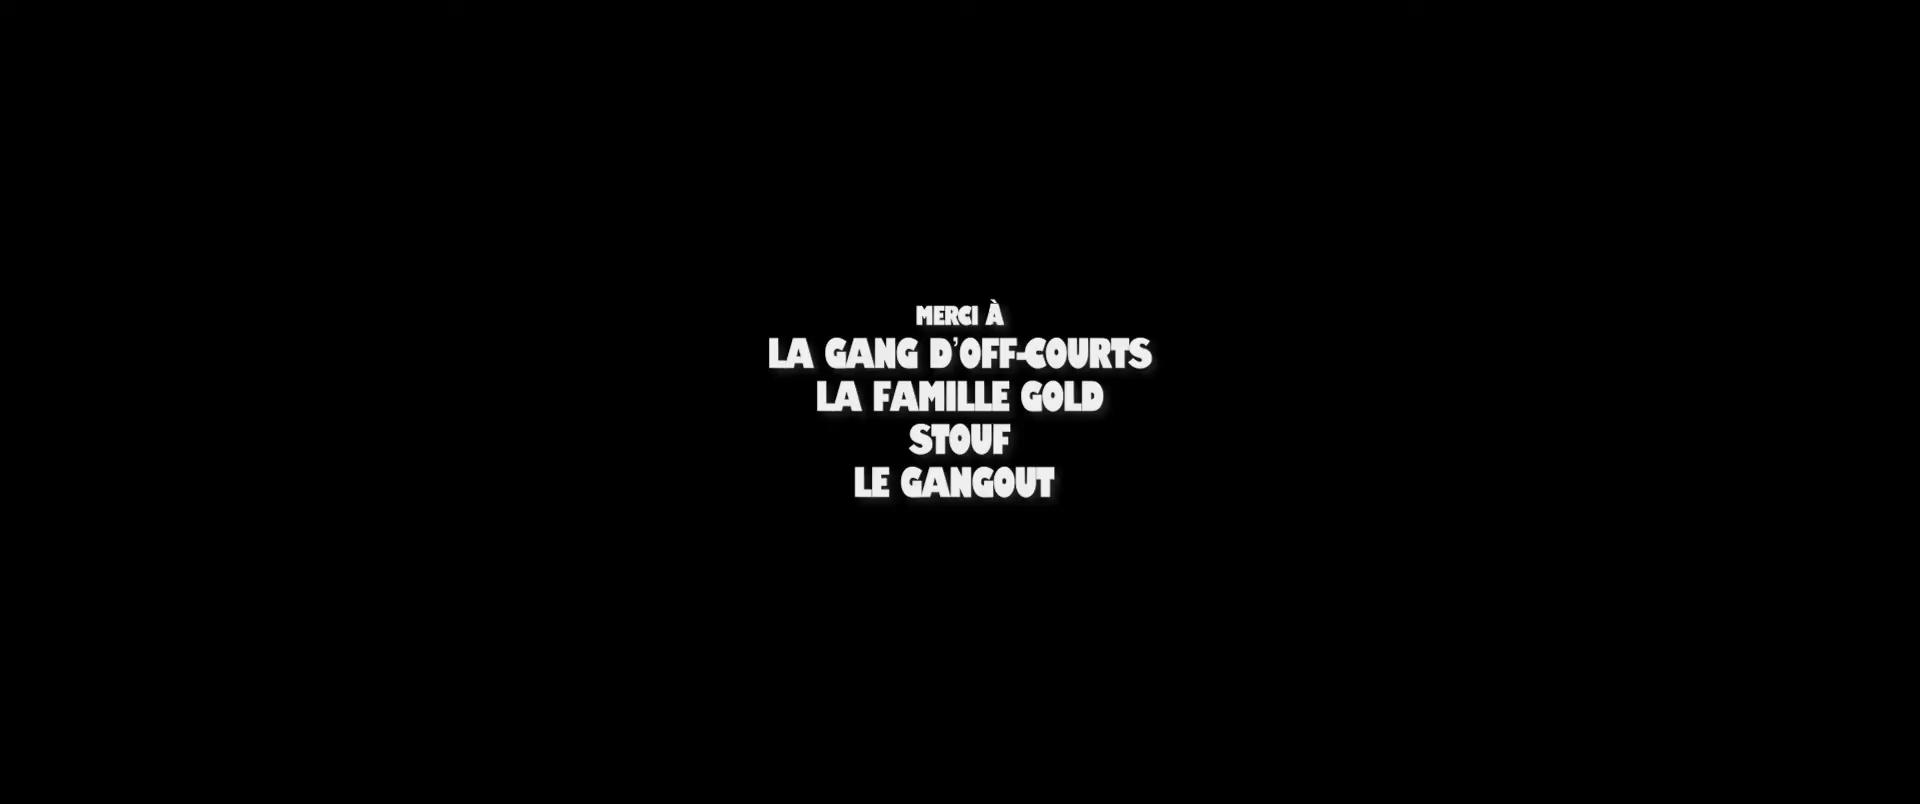 MERCI À
LA GANG D'OFF-COURTS
LA FAMILLE GOLD
STOUF
LE GANGOUT